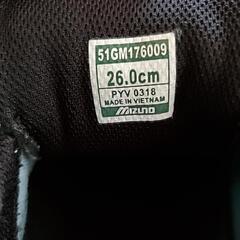 51GM176009
26.0cm
PYV 0318
MADE IN VIETNAM
MIZUNO